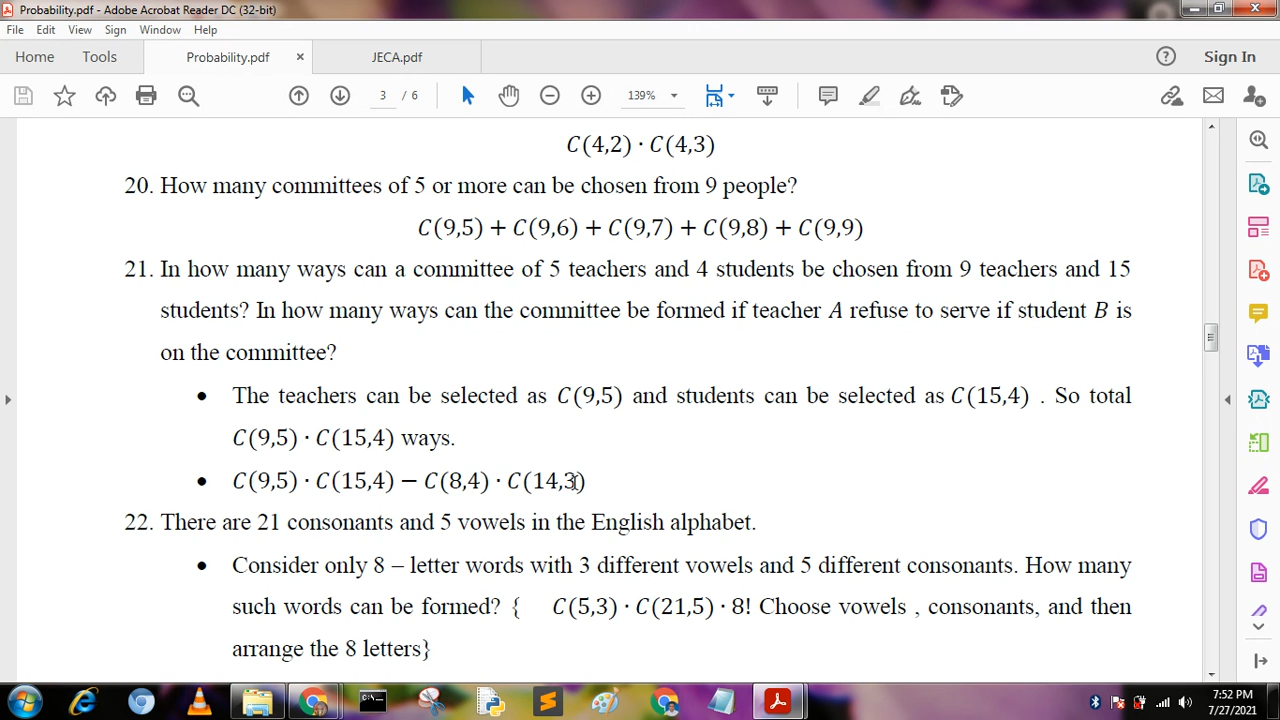 Probability.pdf - Adobe Acrobat Reader DC (32-bit)
File Edit View Sign Window Help
Home Tools Probability.pdf × JECA.pdf ? Sign In
3 / 6 139%
C(4,2) · C(4,3)
20. How many committees of 5 or more can be chosen from 9 people?
C(9,5) + C(9,6) + C(9,7) + C(9,8) + C(9,9)
21. In how many ways can a committee of 5 teachers and 4 students be chosen from 9 teachers and 15
students? In how many ways can the committee be formed if teacher A refuse to serve if student B is
on the committee?
• The teachers can be selected as C(9,5) and students can be selected as C(15,4) . So total
C(9,5) · C(15,4) ways.
• C(9,5) · C(15,4) − C(8,4) · C(14,3)
22. There are 21 consonants and 5 vowels in the English alphabet.
• Consider only 8 – letter words with 3 different vowels and 5 different consonants. How many
such words can be formed? { C(5,3) · C(21,5) · 8! Choose vowels , consonants, and then
arrange the 8 letters}
7:52 PM
7/27/2021